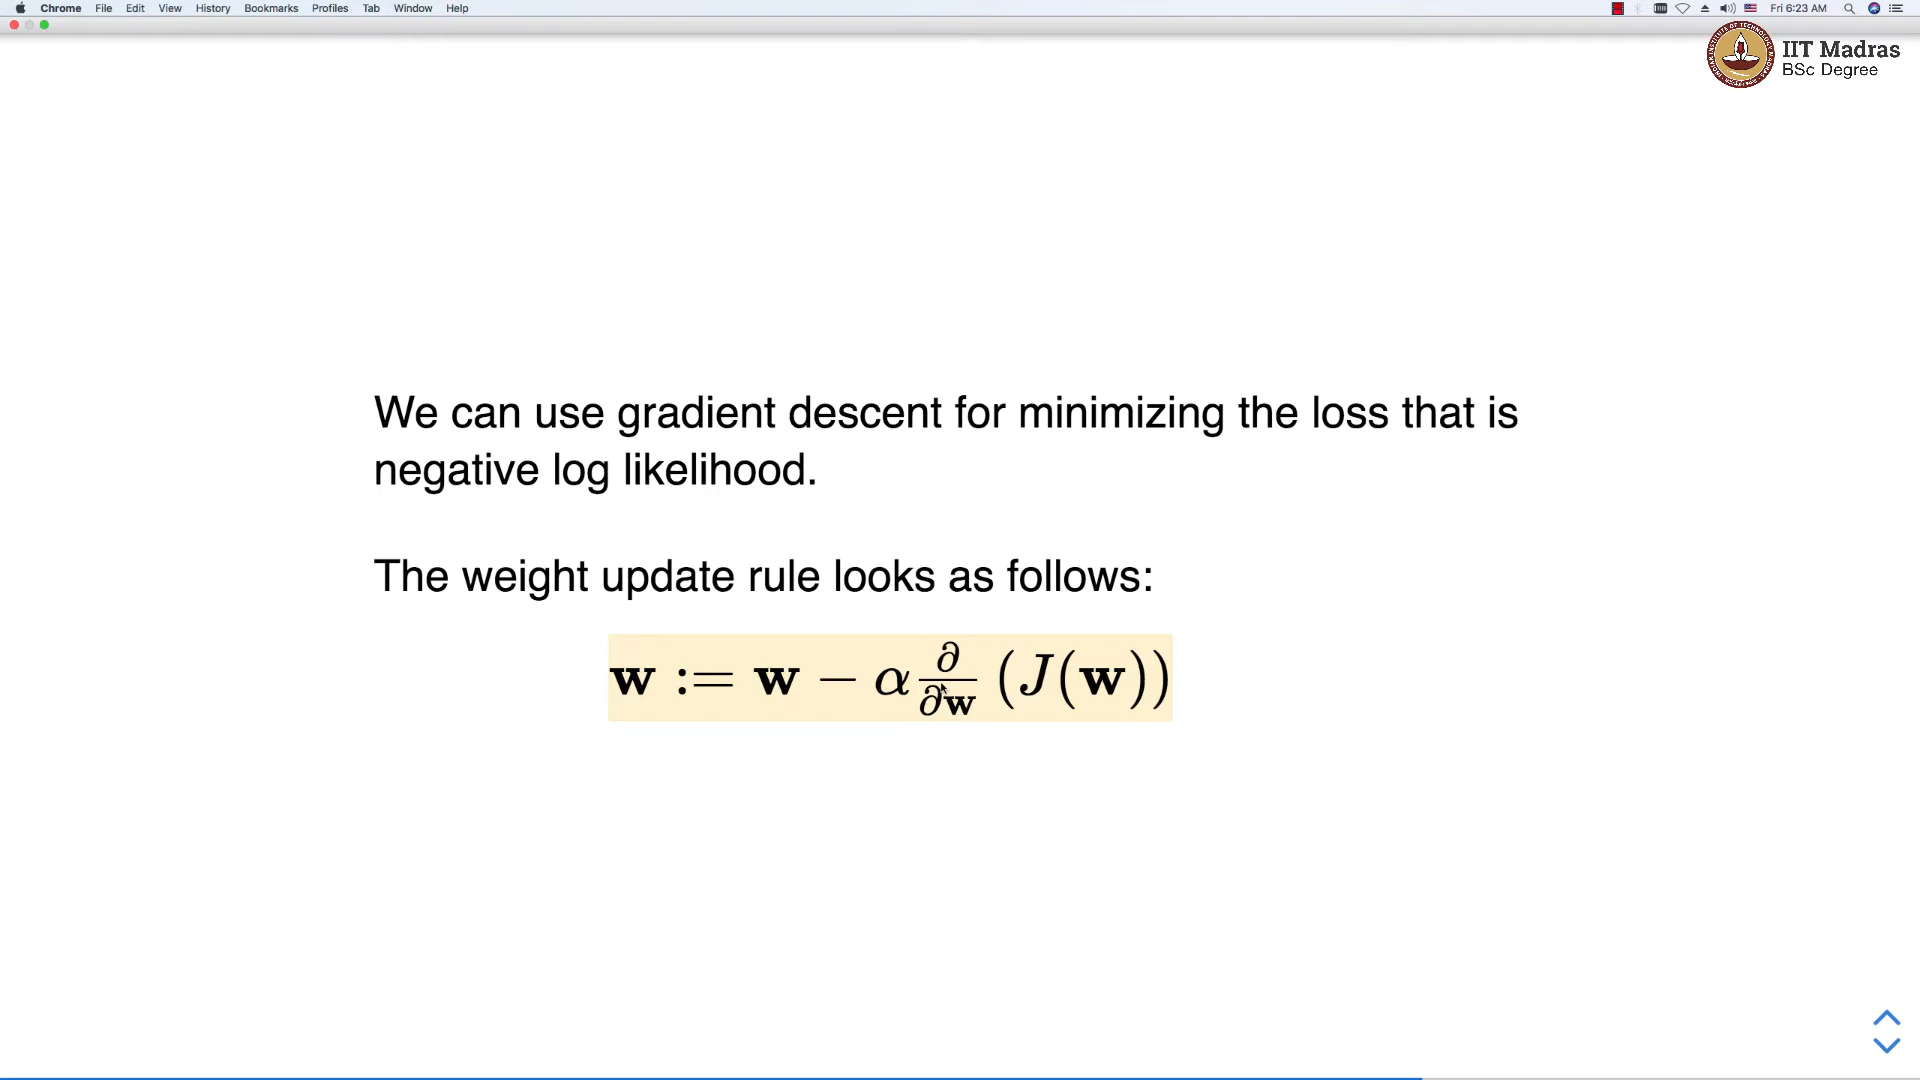 Chrome File Edit View History Bookmarks Profiles Tab Window Help Fri 6:23 AM
IIT Madras
BSc Degree
We can use gradient descent for minimizing the loss that is
negative log likelihood.
The weight update rule looks as follows:
w := w − α ∂/∂w (J(w))